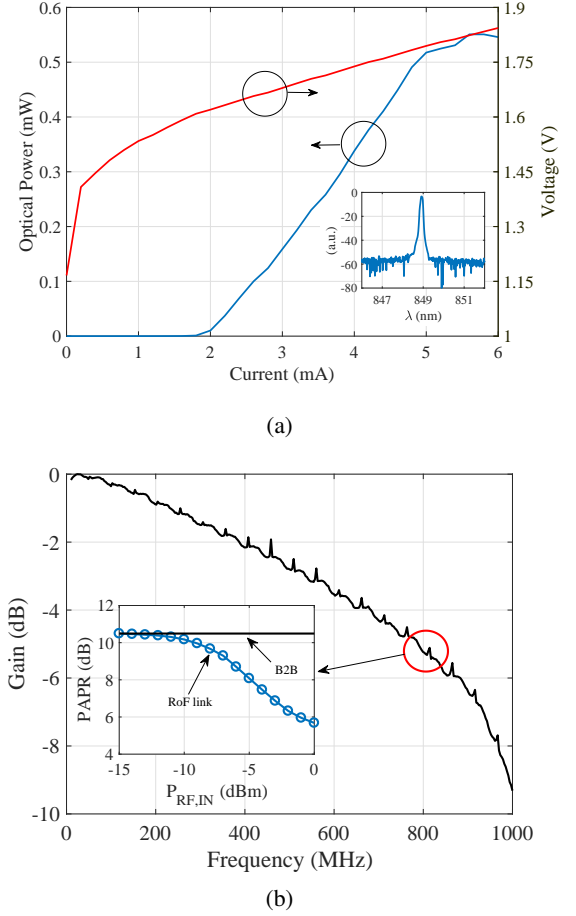 0.6
0.5
0.4
0.3
0.2
0.1
0
Optical Power (mW)
1.9
1.75
1.6
1.45
1.3
1.15
1
Voltage (V)
0
-20
-40
-60
-80
(a.u.)
847 849 851
λ (nm)
0 1 2 3 4 5 6
Current (mA)
(a)
0
-2
-4
-6
-8
-10
Gain (dB)
12
10
8
6
4
PAPR (dB)
B2B
RoF link
-15 -10 -5 0
P_RF,IN (dBm)
0 200 400 600 800 1000
Frequency (MHz)
(b)